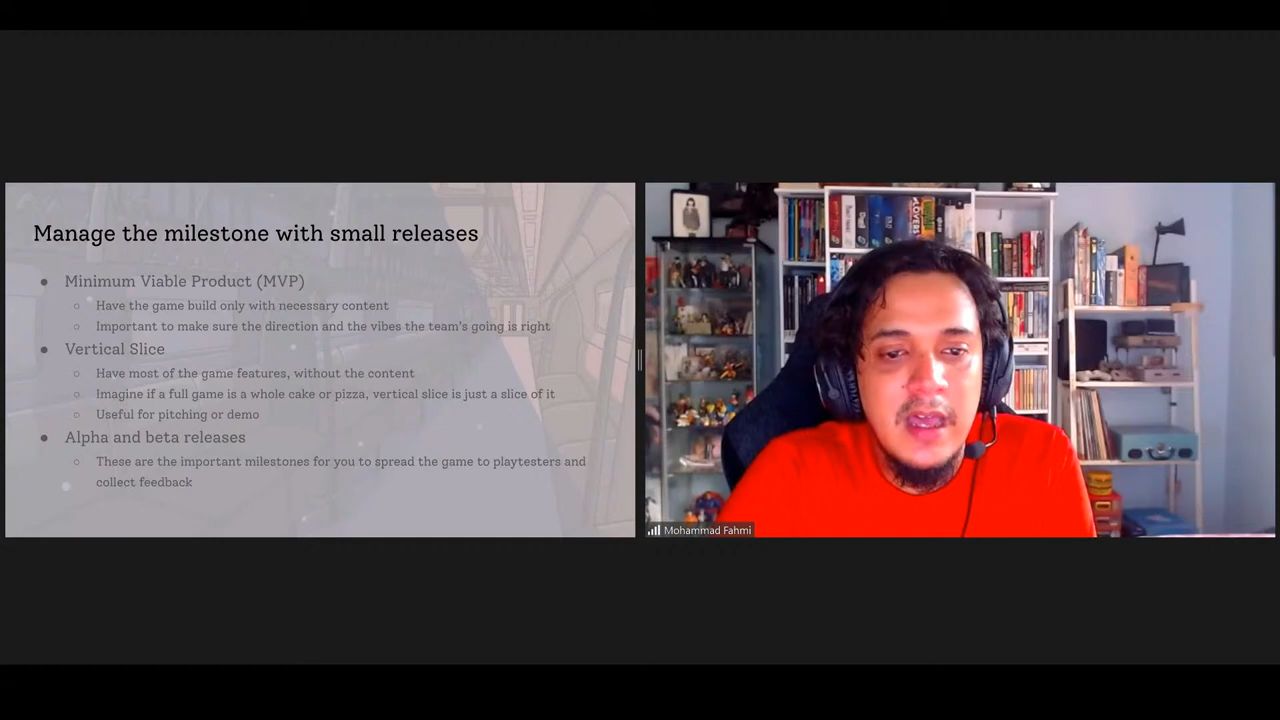 Manage the milestone with small releases
● Minimum Viable Product (MVP)
○ Have the game build only with necessary content
○ Important to make sure the direction and the vibes the team's going is right
● Vertical Slice
○ Have most of the game features, without the content
○ Imagine if a full game is a whole cake or pizza, vertical slice is just a slice of it
○ Useful for pitching or demo
● Alpha and beta releases
○ These are the important milestones for you to spread the game to playtesters and
collect feedback
Mohammad Fahmi